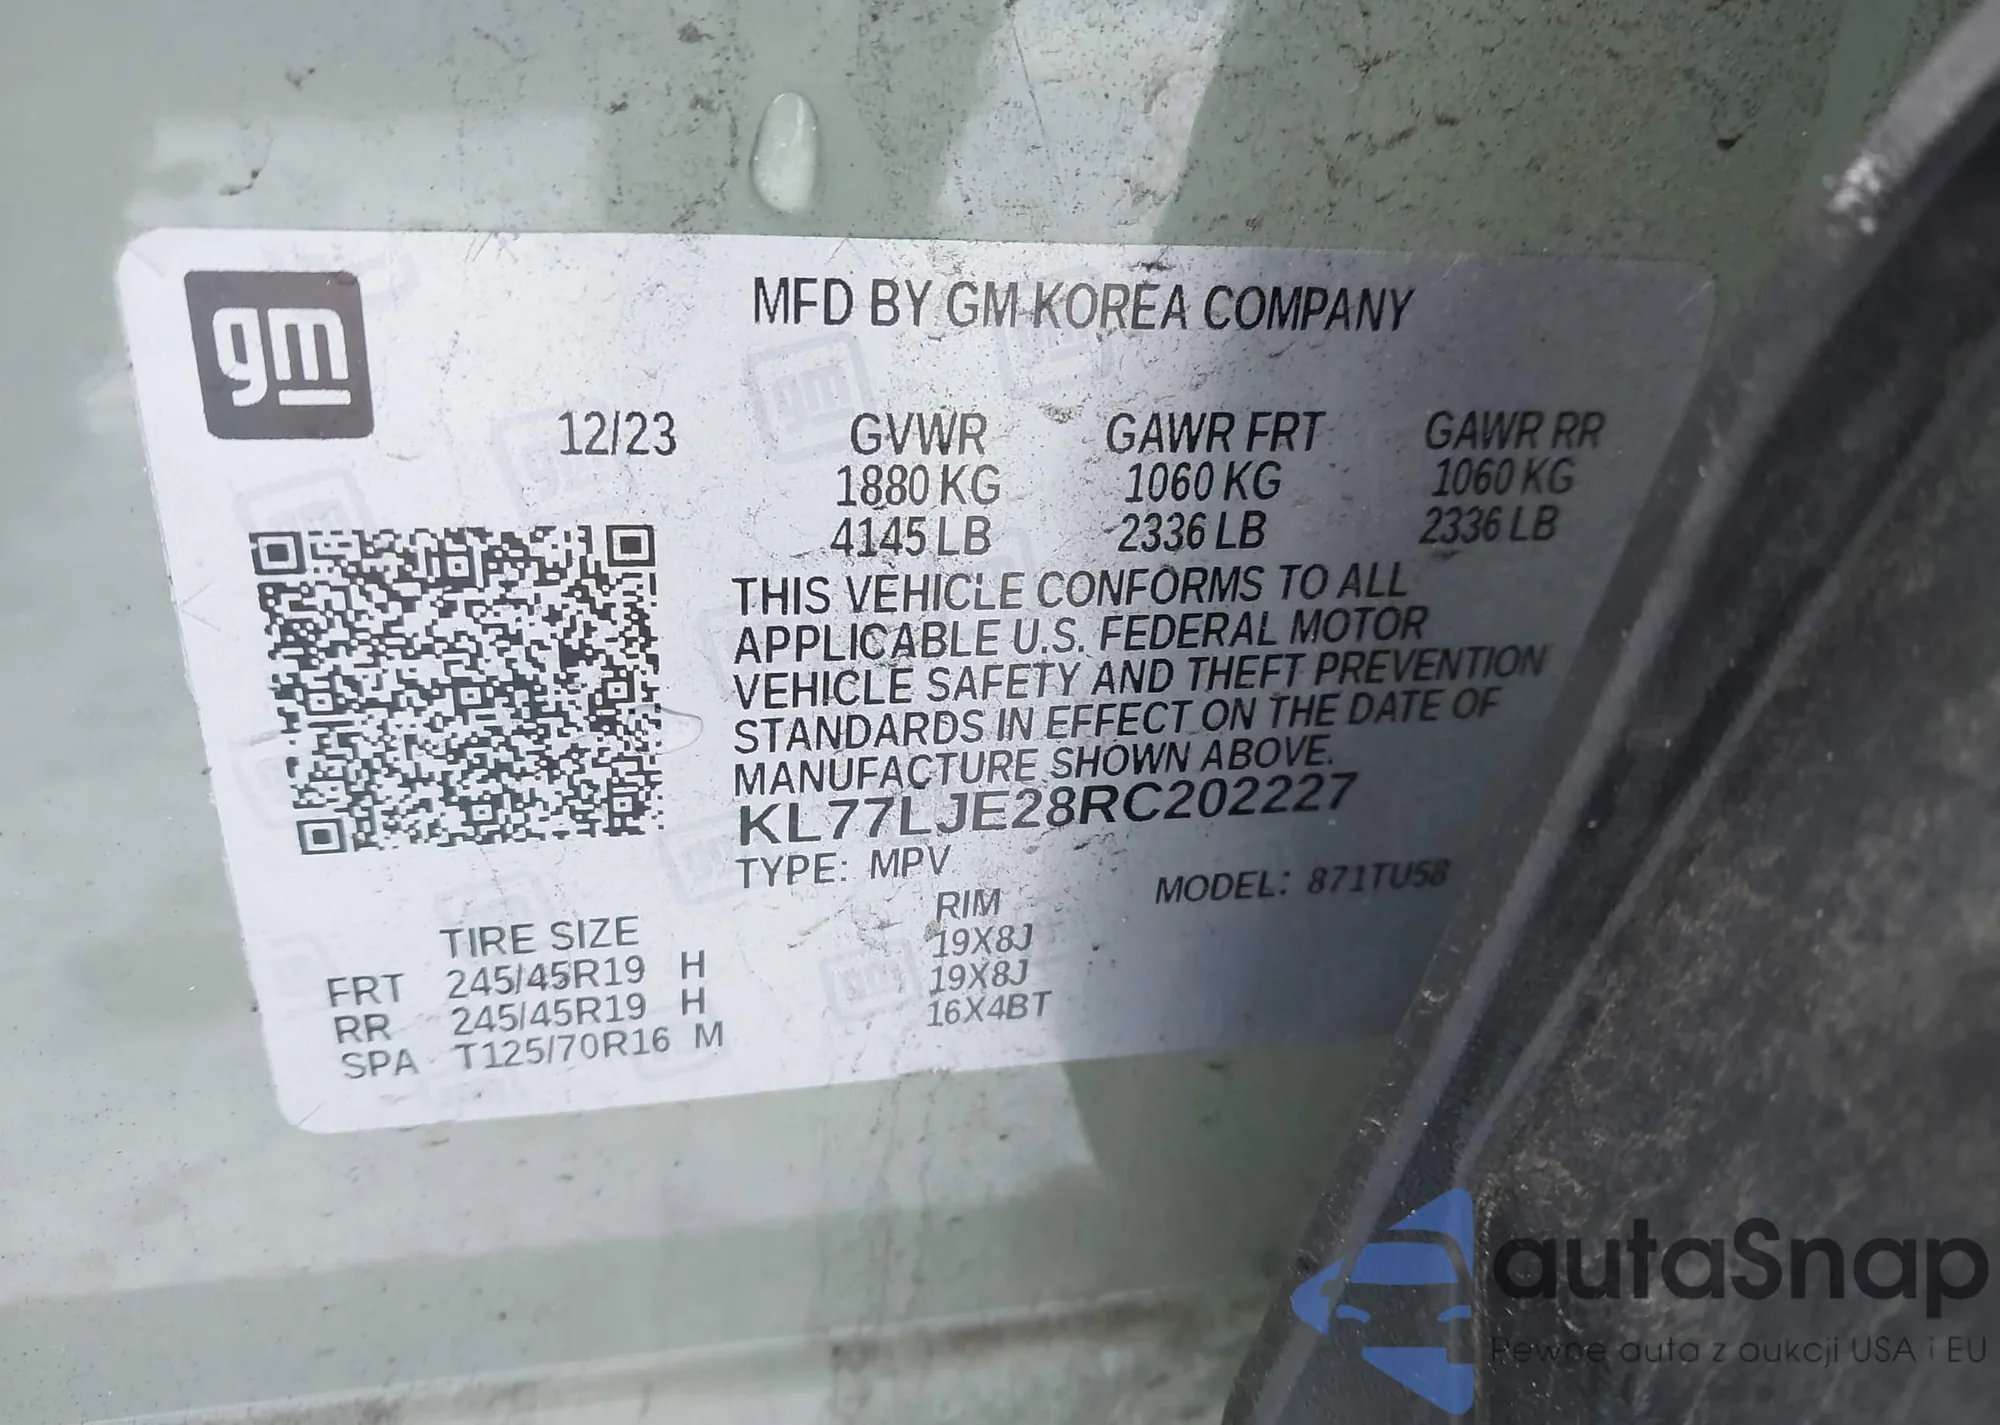 gm
MFD BY GM KOREA COMPANY
12/23 GVWR GAWR FRT GAWR RR
1880 KG 1060 KG 1060 KG
4145 LB 2336 LB 2336 LB
THIS VEHICLE CONFORMS TO ALL
APPLICABLE U.S. FEDERAL MOTOR
VEHICLE SAFETY AND THEFT PREVENTION
STANDARDS IN EFFECT ON THE DATE OF
MANUFACTURE SHOWN ABOVE.
KL77LJE28RC202227
TYPE: MPV MODEL: 871TU58
TIRE SIZE RIM
FRT 245/45R19 H 19X8J
RR 245/45R19 H 19X8J
SPA T125/70R16 M 16X4BT
autaSnap
Pewne auta z aukcji USA i EU